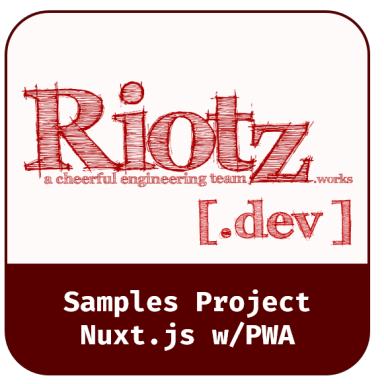 Riotz
a cheerful engineering team .works
[.dev]
Samples Project
Nuxt.js w/PWA